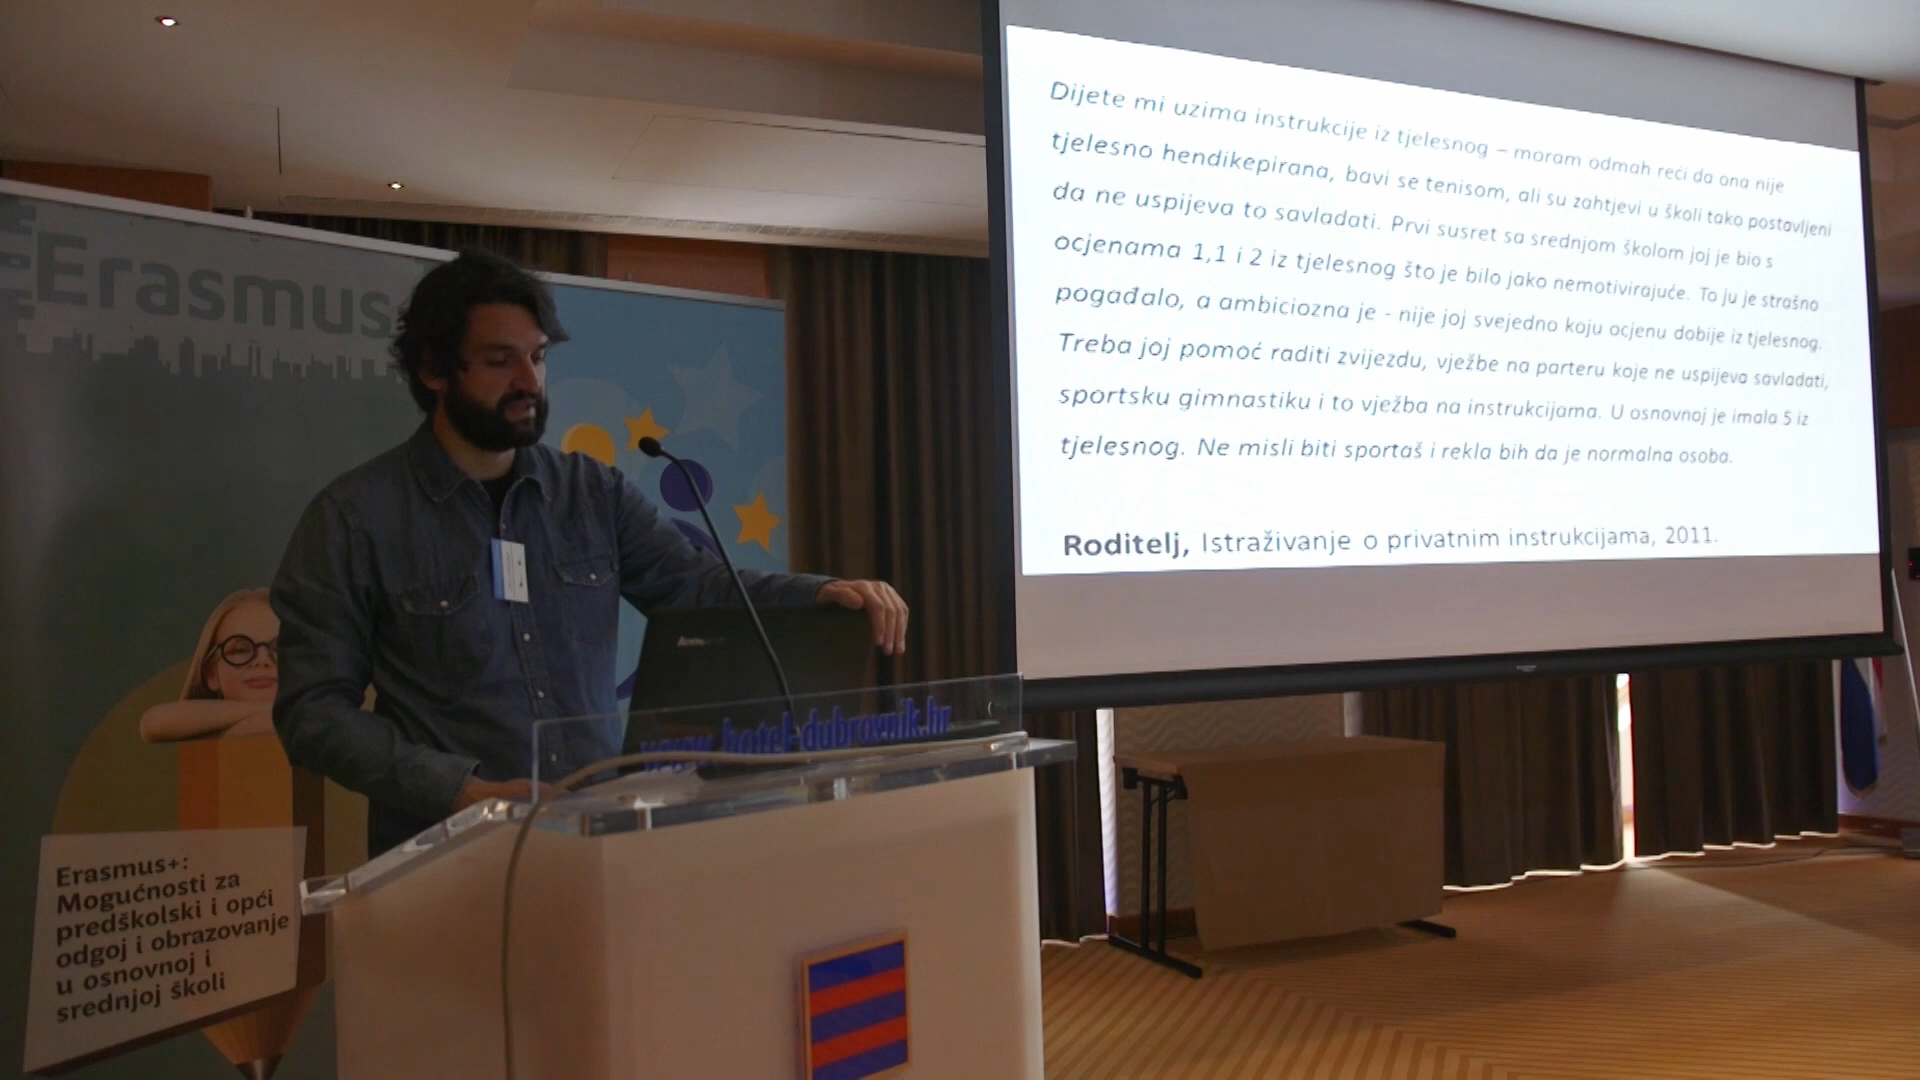 Dijete mi uzima instrukcije iz tjelesnog – moram odmah reći da ona nije
tjelesno hendikepirana, bavi se tenisom, ali su zahtjevi u školi tako postavljeni
da ne uspijeva to savladati. Prvi susret sa srednjom školom joj je bio s
ocjenama 1,1 i 2 iz tjelesnog što je bilo jako nemotivirajuće. To ju je strašno
pogađalo, a ambiciozna je - nije joj svejedno koju ocjenu dobije iz tjelesnog.
Treba joj pomoć raditi zvijezdu, vježbe na parteru koje ne uspijeva savladati,
sportsku gimnastiku i to vježba na instrukcijama. U osnovnoj je imala 5 iz
tjelesnog. Ne misli biti sportaš i rekla bih da je normalna osoba.
Roditelj, Istraživanje o privatnim instrukcijama, 2011.
Erasmus+
www.hotel-dubrovnik.hr
Erasmus+:
Mogućnosti za
predškolski i opći
odgoj i obrazovanje
u osnovnoj i
srednjoj školi